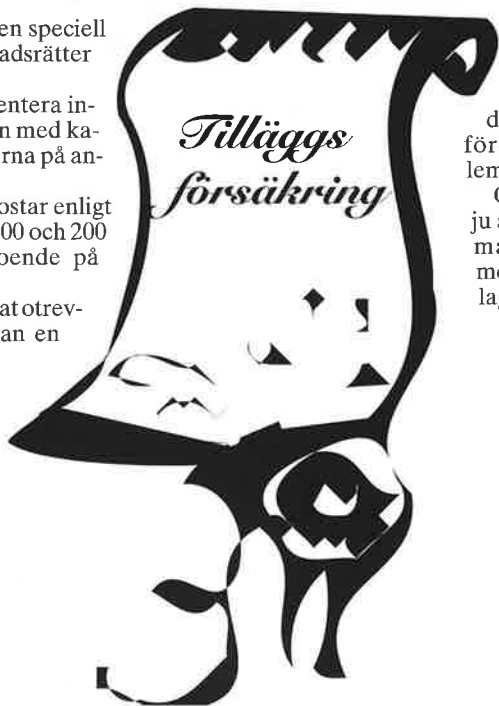 en speciell
adsrätter
entera in-
n med ka-
rna på an-
ostar enligt
00 och 200
oende på
at otrev-
an en
Tilläggs
försäkring
d
för
lem
ju a
ma
me
lag